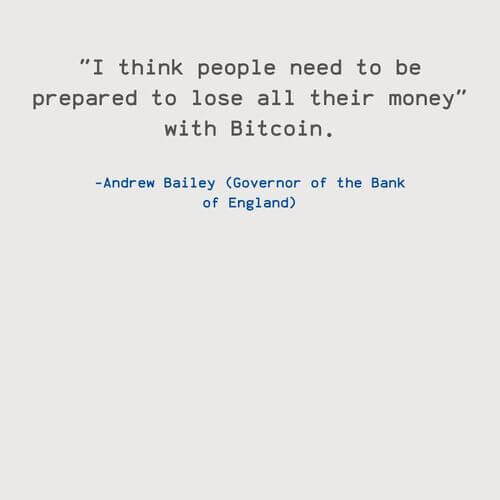 "I think people need to be
prepared to lose all their money"
with Bitcoin.
-Andrew Bailey (Governor of the Bank
of England)